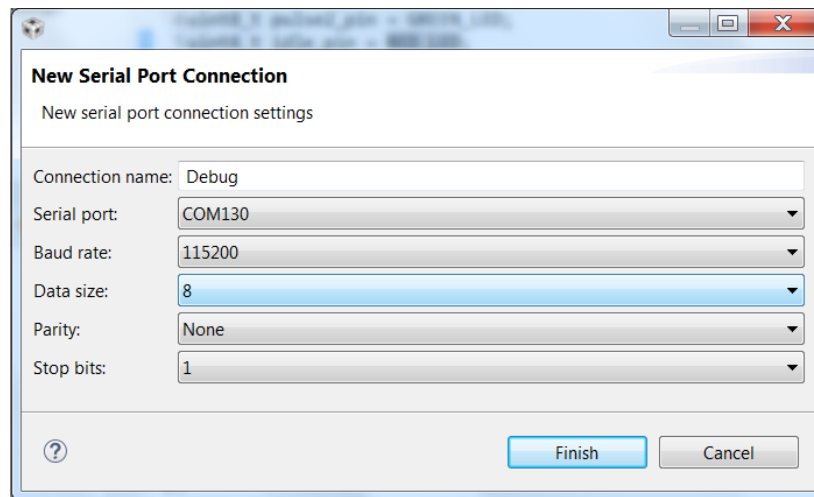 New Serial Port Connection
New serial port connection settings
Connection name: Debug
Serial port: COM130
Baud rate: 115200
Data size: 8
Parity: None
Stop bits: 1
? Finish Cancel